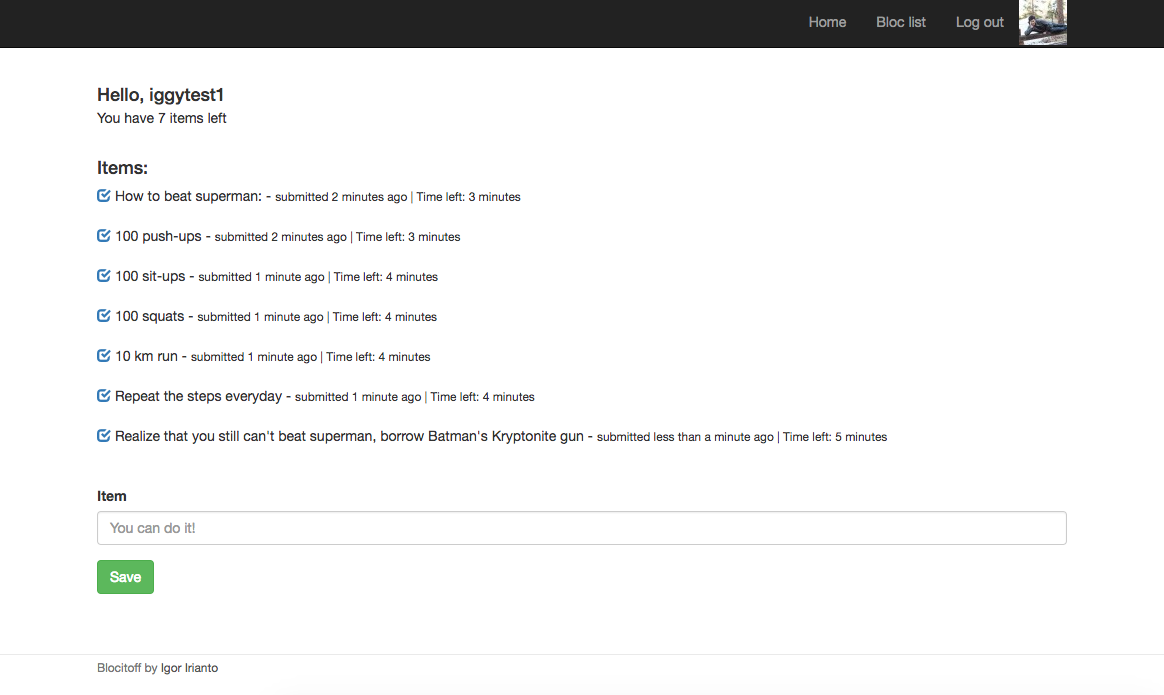 Home Bloc list Log out
Hello, iggytest1
You have 7 items left
Items:
How to beat superman: - submitted 2 minutes ago | Time left: 3 minutes
100 push-ups - submitted 2 minutes ago | Time left: 3 minutes
100 sit-ups - submitted 1 minute ago | Time left: 4 minutes
100 squats - submitted 1 minute ago | Time left: 4 minutes
10 km run - submitted 1 minute ago | Time left: 4 minutes
Repeat the steps everyday - submitted 1 minute ago | Time left: 4 minutes
Realize that you still can't beat superman, borrow Batman's Kryptonite gun - submitted less than a minute ago | Time left: 5 minutes
Item
You can do it!
Save
Blocitoff by Igor Irianto